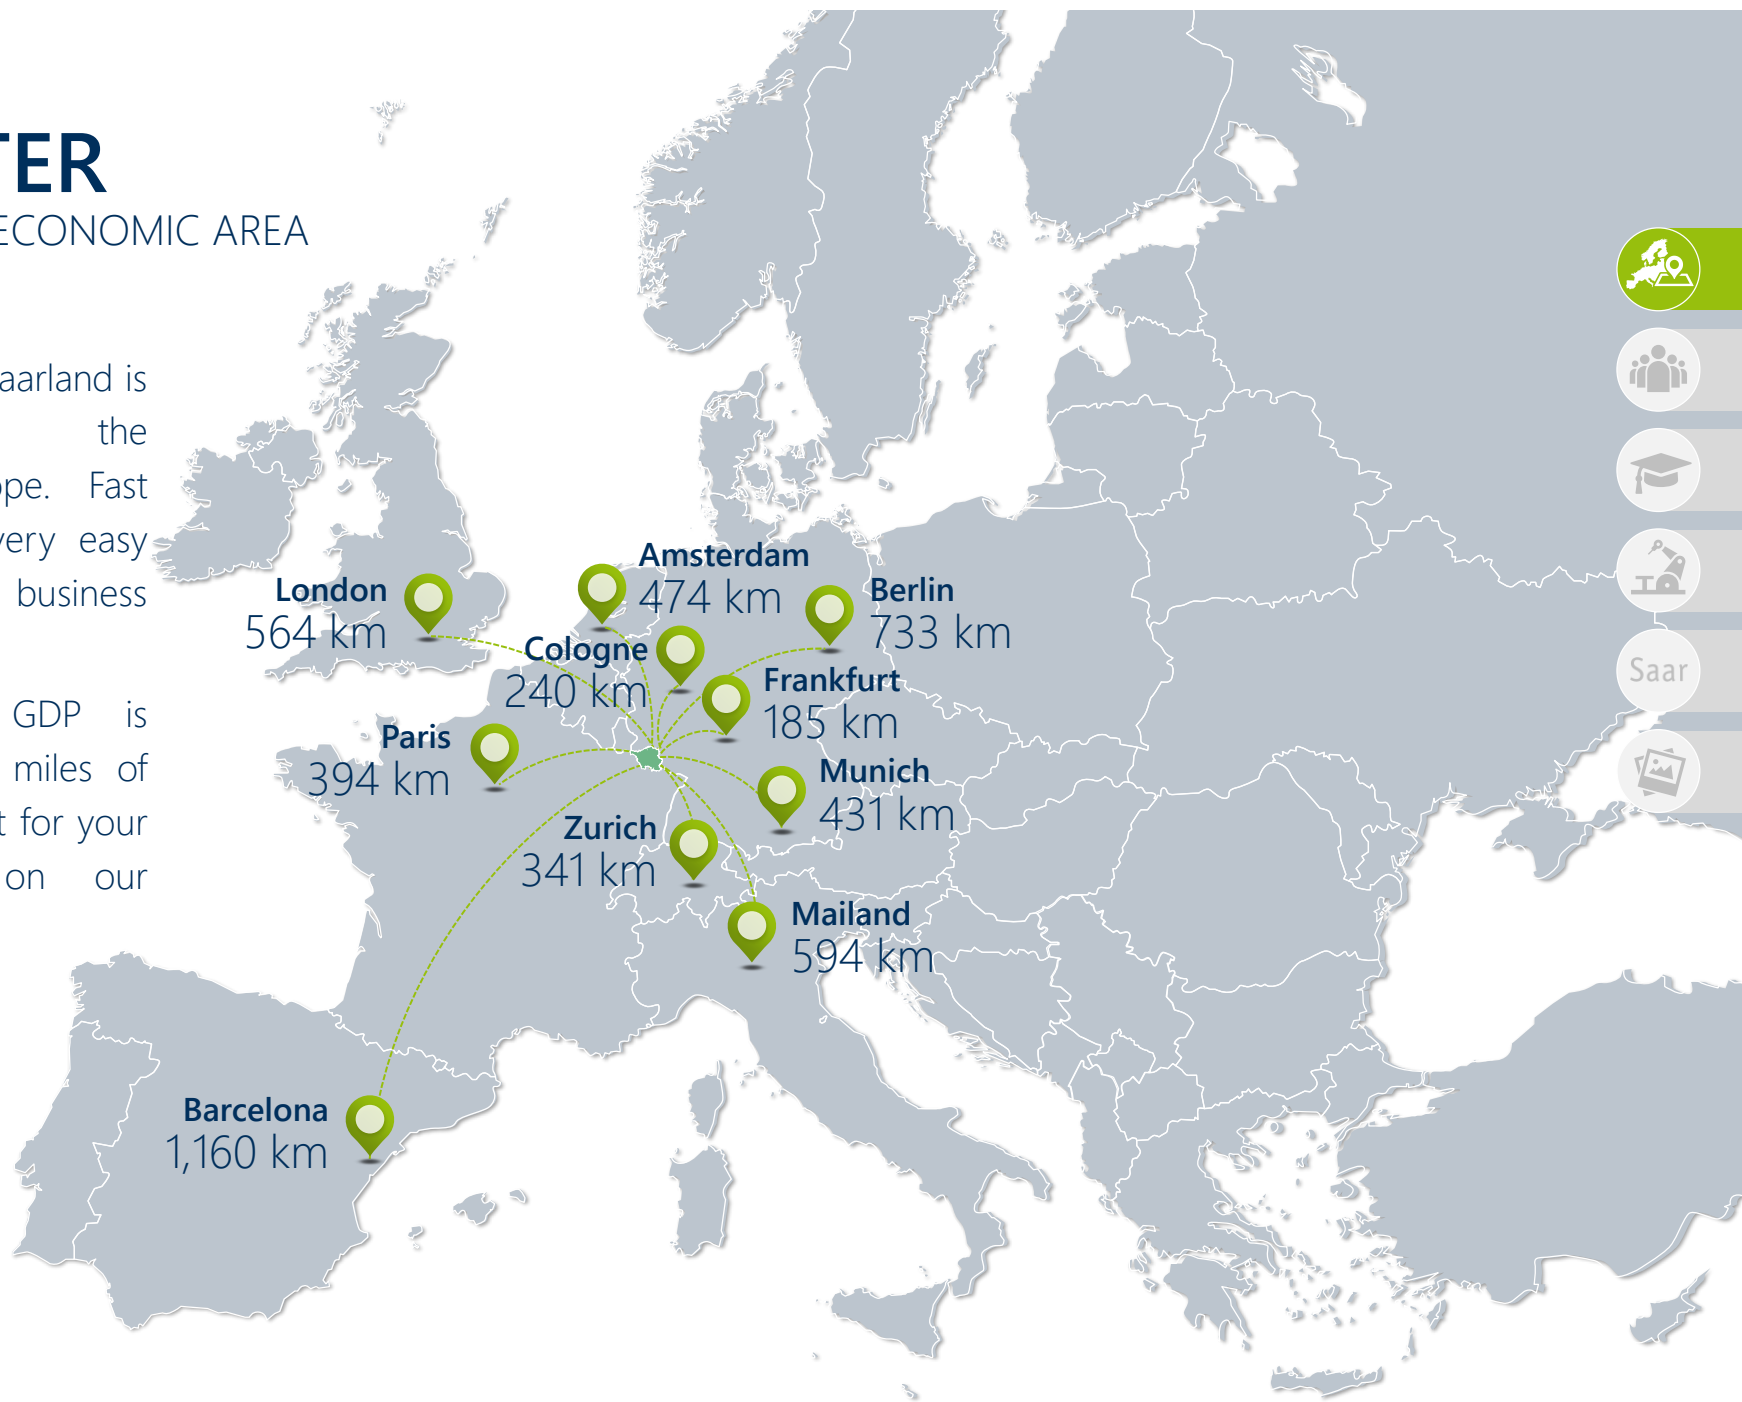 TER
ECONOMIC AREA
aarland is
the
ope. Fast
very easy
business
GDP is
miles of
t for your
on our
Amsterdam
474 km
Berlin
733 km
London
564 km
Cologne
240 km
Frankfurt
185 km
Paris
394 km
Munich
431 km
Zurich
341 km
Mailand
594 km
Barcelona
1,160 km
Saar